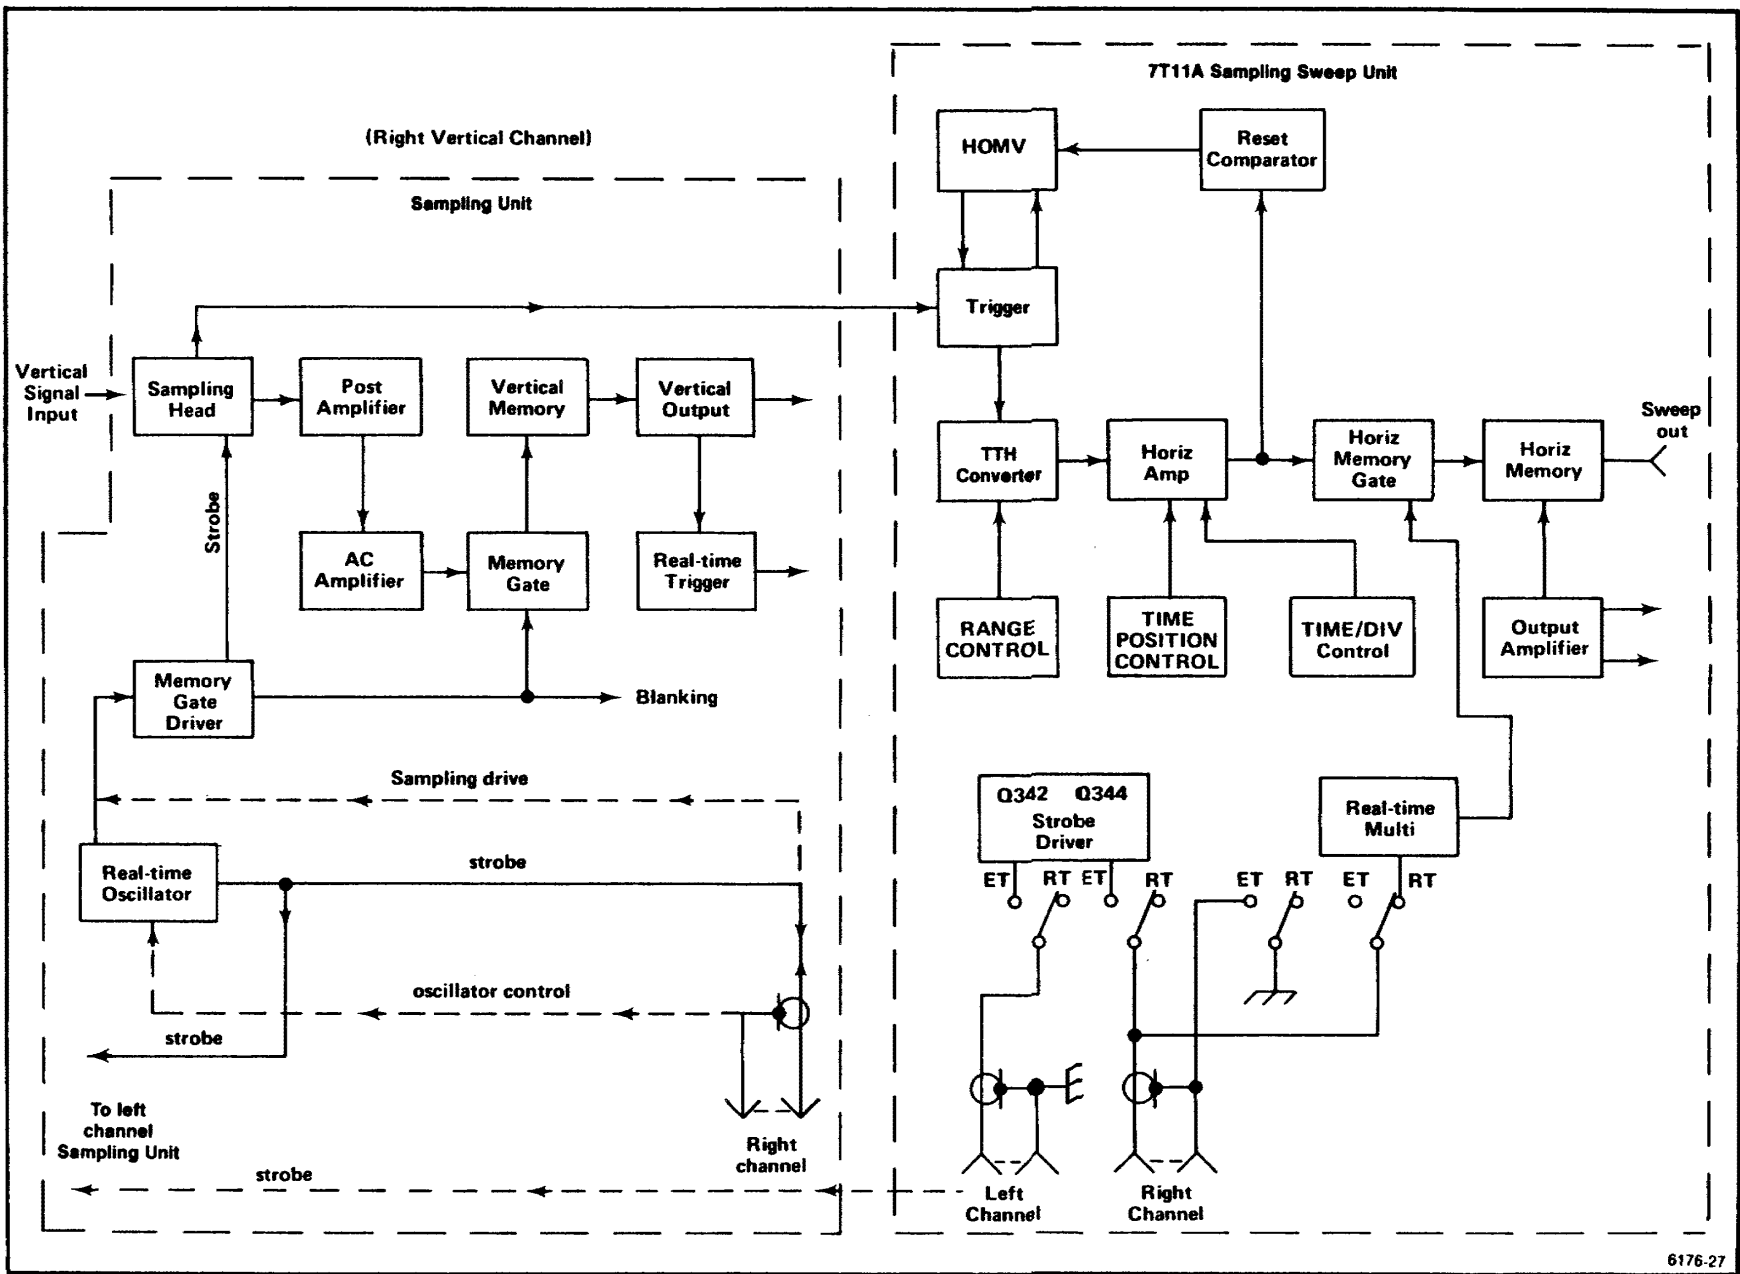 7T11A Sampling Sweep Unit
(Right Vertical Channel)
Sampling Unit
HOMV
Reset
Comparator
Trigger
Vertical
Signal
Input
Sampling
Head
Post
Amplifier
Vertical
Memory
Vertical
Output
TTH
Converter
Horiz
Amp
Horiz
Memory
Gate
Horiz
Memory
Sweep
out
Strobe
AC
Amplifier
Memory
Gate
Real-time
Trigger
RANGE
CONTROL
TIME
POSITION
CONTROL
TIME/DIV
Control
Output
Amplifier
Memory
Gate
Driver
Blanking
Sampling drive
Q342 Q344
Strobe
Driver
Real-time
Multi
Real-time
Oscillator
strobe
ET RT ET RT ET RT ET RT
oscillator control
strobe
To left
channel
Sampling Unit
Right
channel
strobe
Left
Channel
Right
Channel
6176-27